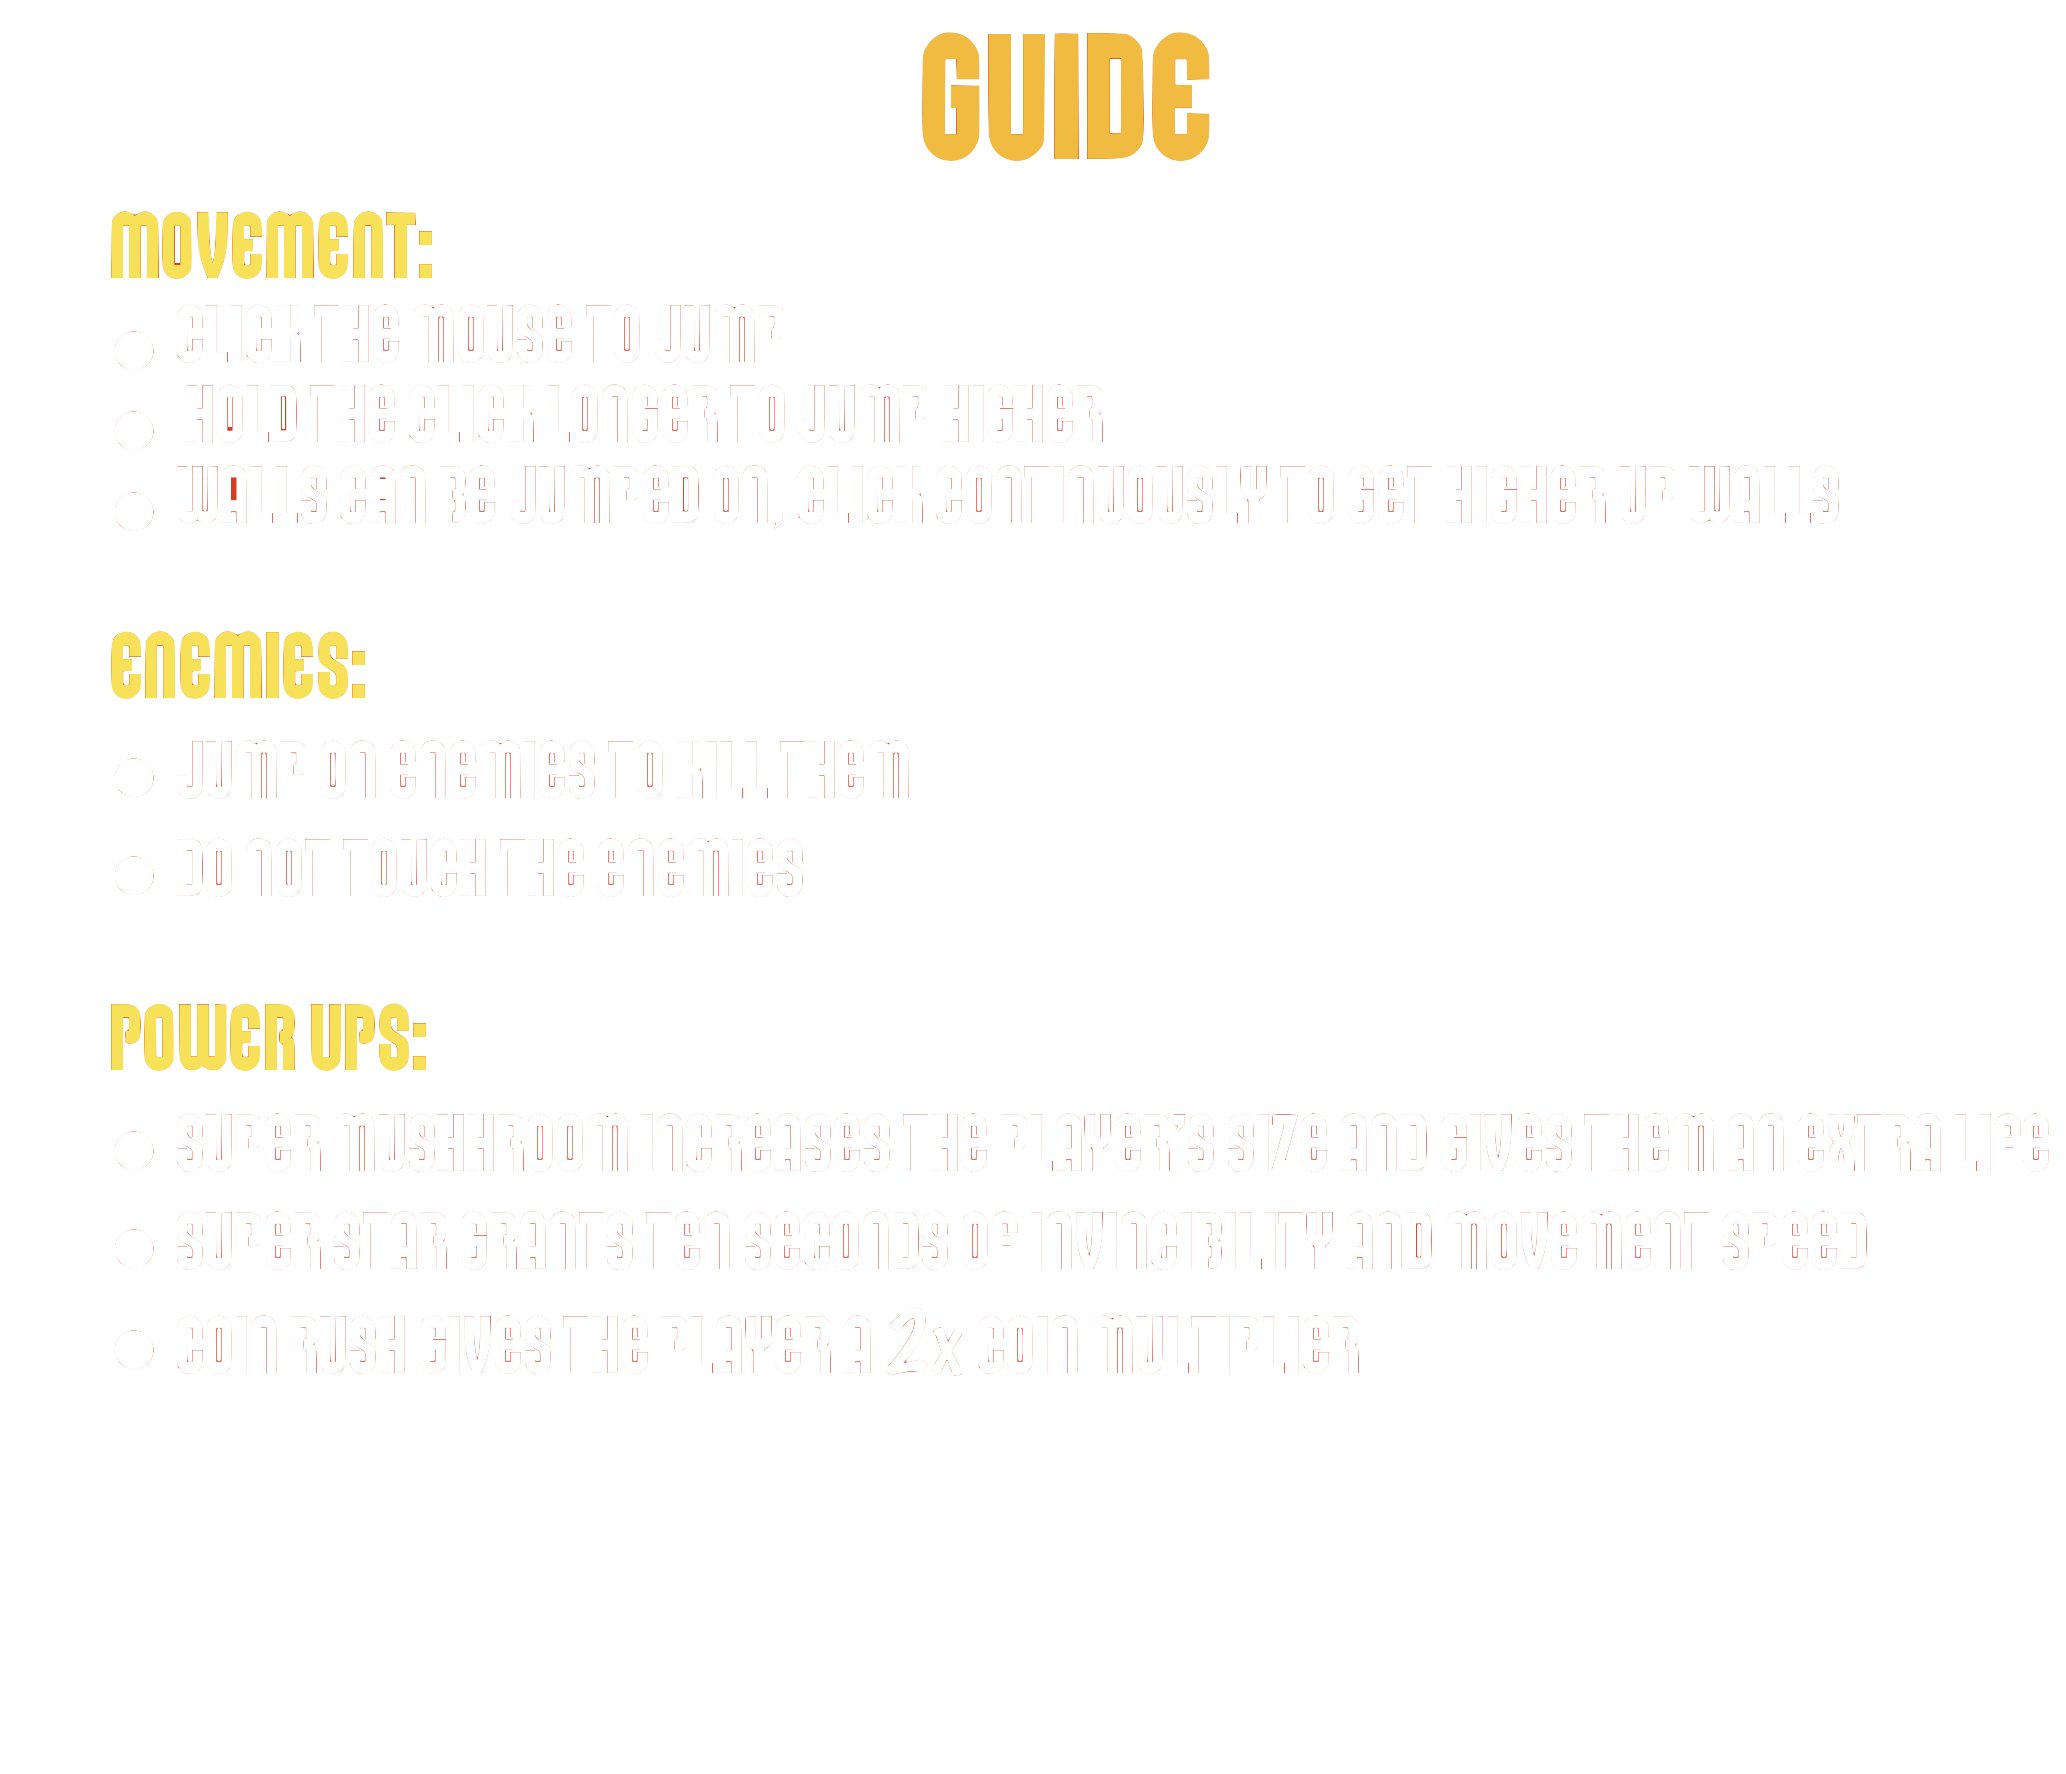 GUIDE
MOVEMENT:
CLICK THE MOUSE TO JUMP
HOLD THE CLICK LONGER TO JUMP HIGHER
WALLS CAN BE JUMPED ON, CLICK CONTINUOUSLY TO GET HIGHER UP WALLS
ENEMIES:
JUMP ON ENEMIES TO KILL THEM
DO NOT TOUCH THE ENEMIES
POWER UPS:
SUPER MUSHHROOM INCREASES THE PLAYER'S SIZE AND GIVES THEM AN EXTRA LIFE
SUPER STAR GRANTS TEN SECONDS OF INVINCIBILITY AND MOVEMENT SPEED
COIN RUSH GIVES THE PLAYER A 2x COIN MULTIPLIER